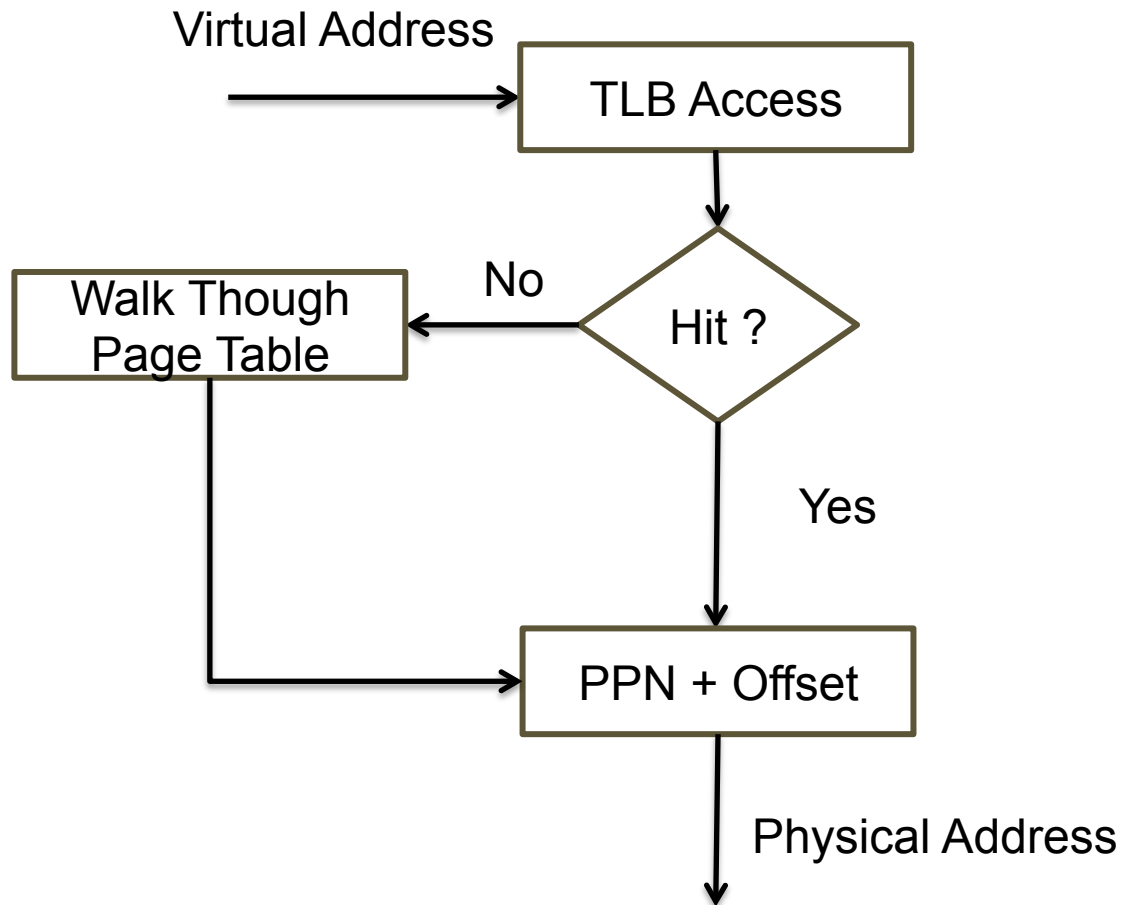 Virtual Address
TLB Access
No
Hit ?
Walk Though
Page Table
Yes
PPN + Offset
Physical Address